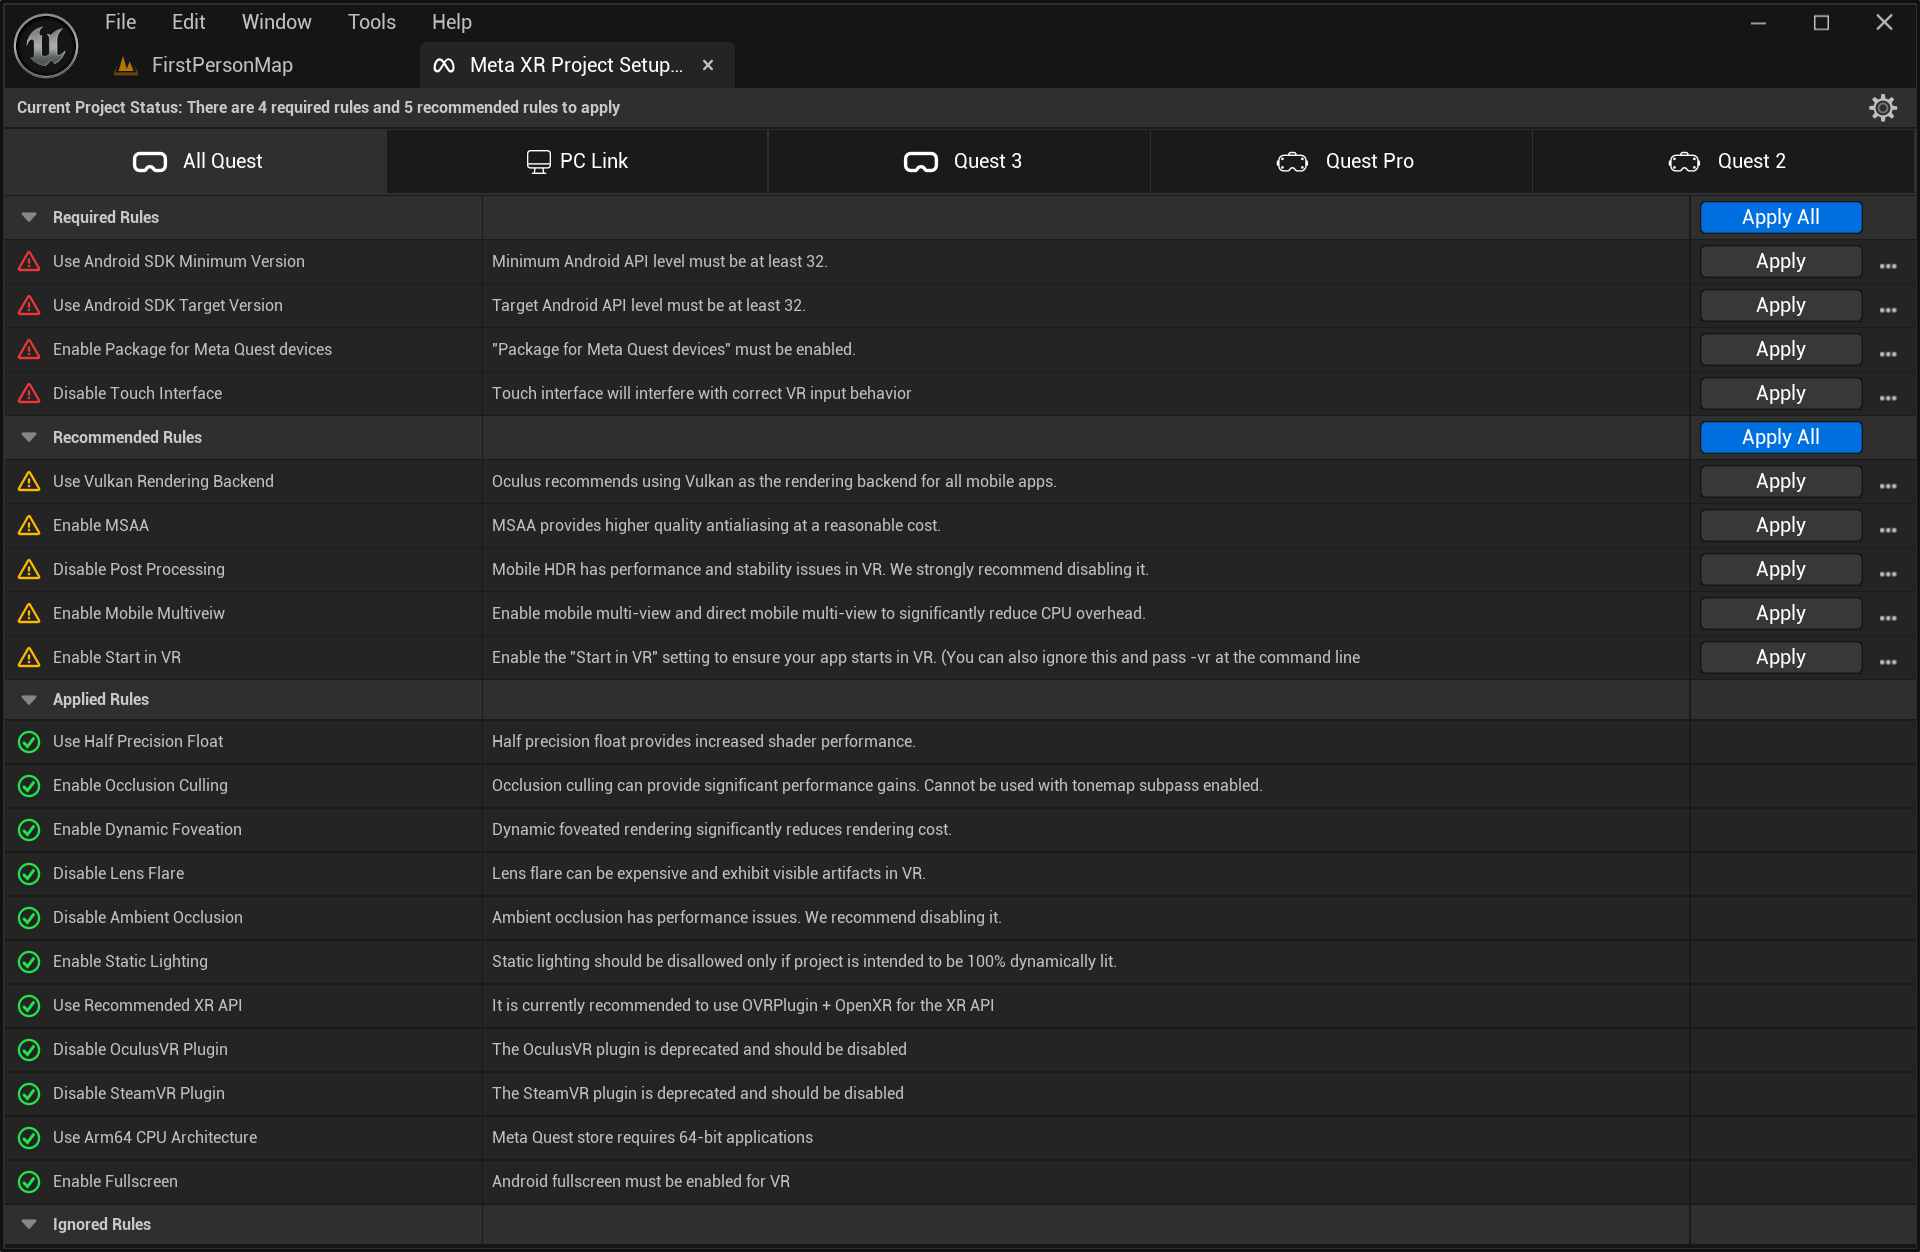 File Edit Window Tools Help
FirstPersonMap Meta XR Project Setup...
Current Project Status: There are 4 required rules and 5 recommended rules to apply
All Quest PC Link Quest 3 Quest Pro Quest 2
Required Rules Apply All
Use Android SDK Minimum Version Minimum Android API level must be at least 32. Apply ...
Use Android SDK Target Version Target Android API level must be at least 32. Apply ...
Enable Package for Meta Quest devices "Package for Meta Quest devices" must be enabled. Apply ...
Disable Touch Interface Touch interface will interfere with correct VR input behavior Apply ...
Recommended Rules Apply All
Use Vulkan Rendering Backend Oculus recommends using Vulkan as the rendering backend for all mobile apps. Apply ...
Enable MSAA MSAA provides higher quality antialiasing at a reasonable cost. Apply ...
Disable Post Processing Mobile HDR has performance and stability issues in VR. We strongly recommend disabling it. Apply ...
Enable Mobile Multiveiw Enable mobile multi-view and direct mobile multi-view to significantly reduce CPU overhead. Apply ...
Enable Start in VR Enable the "Start in VR" setting to ensure your app starts in VR. (You can also ignore this and pass -vr at the command line Apply ...
Applied Rules
Use Half Precision Float Half precision float provides increased shader performance.
Enable Occlusion Culling Occlusion culling can provide significant performance gains. Cannot be used with tonemap subpass enabled.
Enable Dynamic Foveation Dynamic foveated rendering significantly reduces rendering cost.
Disable Lens Flare Lens flare can be expensive and exhibit visible artifacts in VR.
Disable Ambient Occlusion Ambient occlusion has performance issues. We recommend disabling it.
Enable Static Lighting Static lighting should be disallowed only if project is intended to be 100% dynamically lit.
Use Recommended XR API It is currently recommended to use OVRPlugin + OpenXR for the XR API
Disable OculusVR Plugin The OculusVR plugin is deprecated and should be disabled
Disable SteamVR Plugin The SteamVR plugin is deprecated and should be disabled
Use Arm64 CPU Architecture Meta Quest store requires 64-bit applications
Enable Fullscreen Android fullscreen must be enabled for VR
Ignored Rules